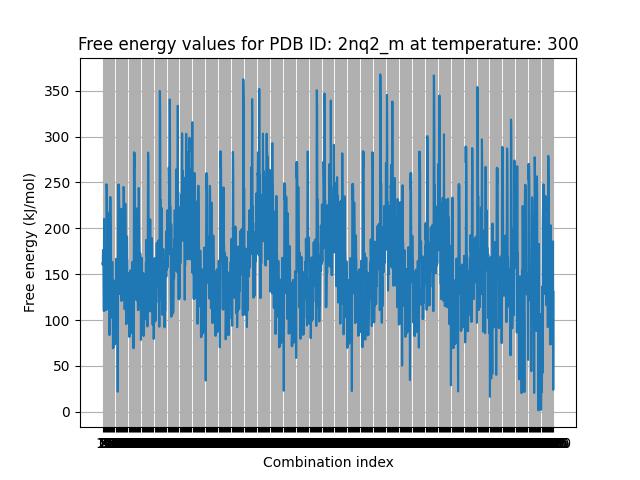 Free energy values for PDB ID: 2nq2_m at temperature: 300
Free energy (kJ/mol)
350
300
250
200
150
100
50
0
Combination index